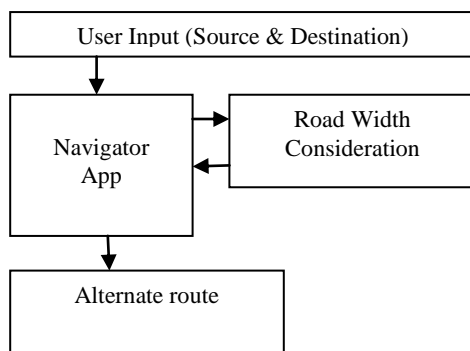 User Input (Source & Destination)
Navigator
App
Road Width
Consideration
Alternate route